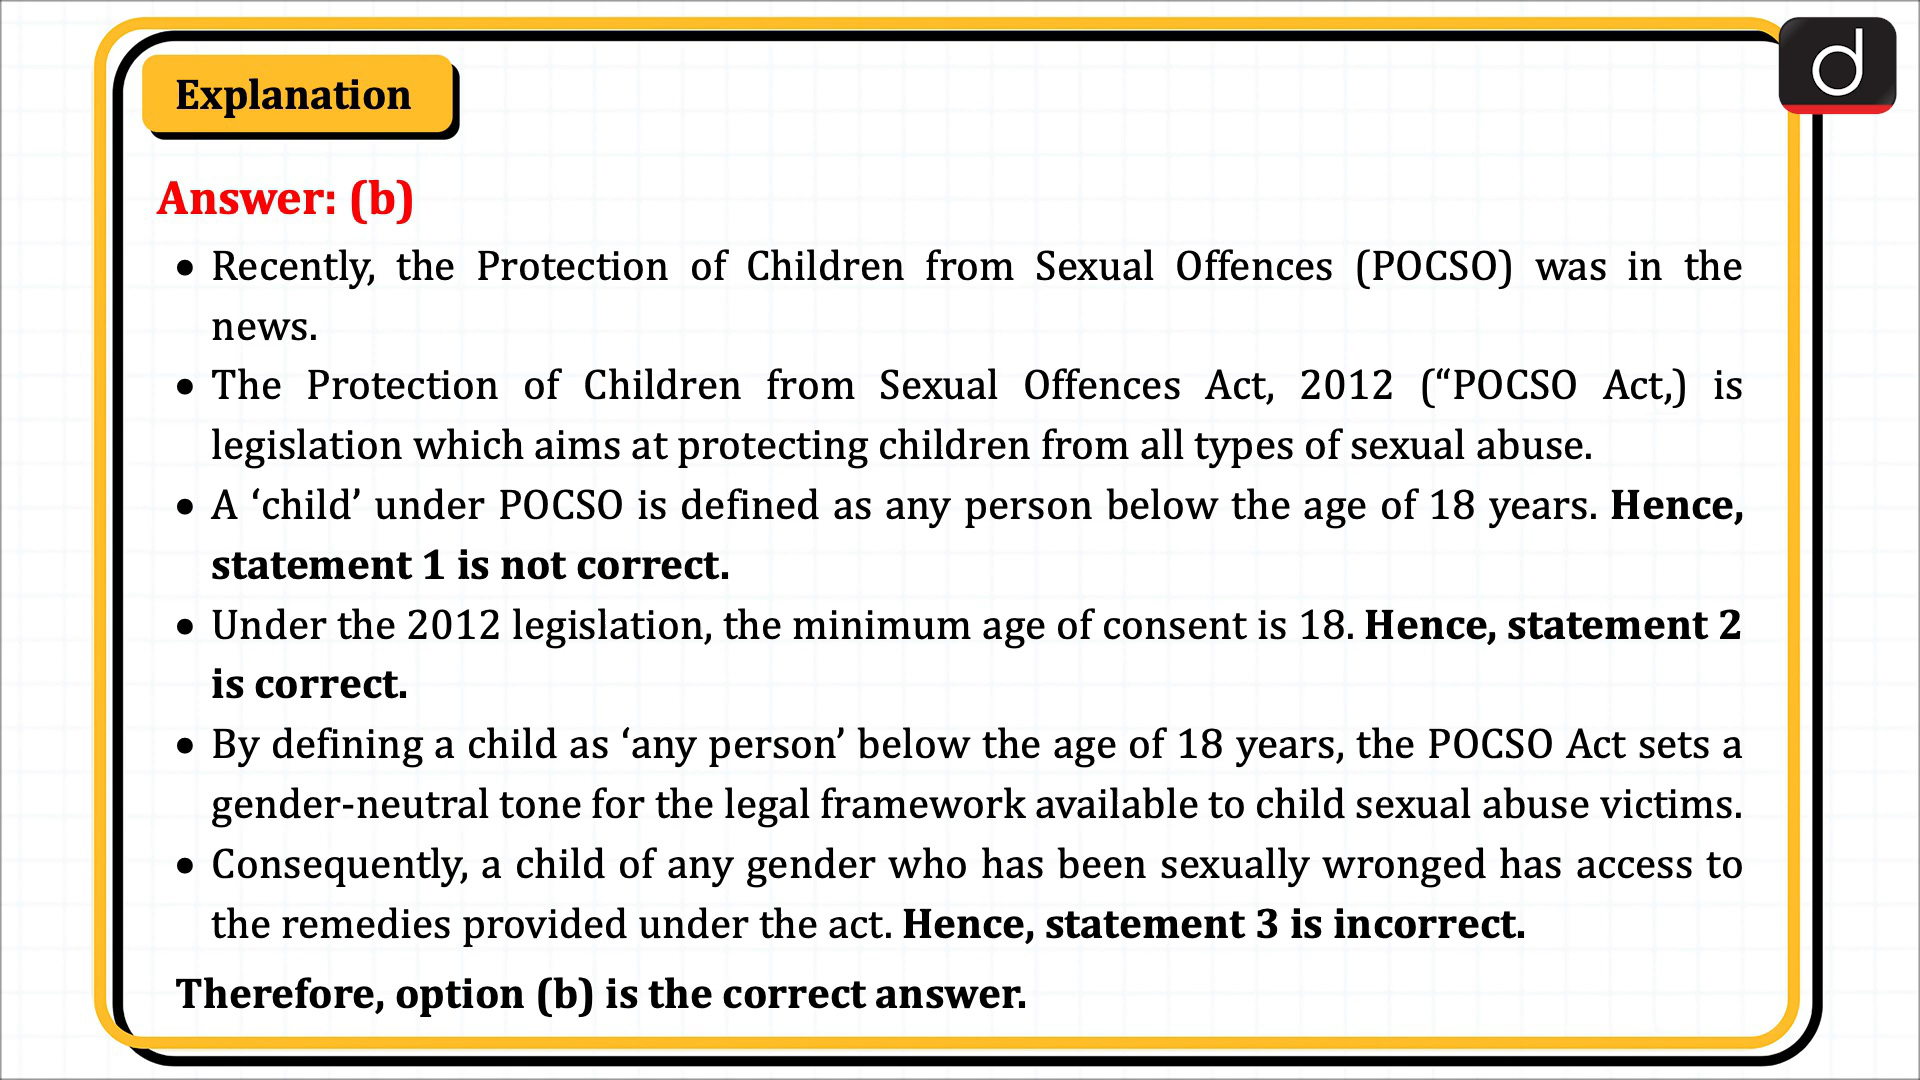 Explanation
d
Answer: (b)
• Recently, the Protection of Children from Sexual Offences (POCSO) was in the
news.
• The Protection of Children from Sexual Offences Act, 2012 (“POCSO Act,) is
legislation which aims at protecting children from all types of sexual abuse.
• A ‘child’ under POCSO is defined as any person below the age of 18 years. Hence,
statement 1 is not correct.
• Under the 2012 legislation, the minimum age of consent is 18. Hence, statement 2
is correct.
• By defining a child as ‘any person’ below the age of 18 years, the POCSO Act sets a
gender-neutral tone for the legal framework available to child sexual abuse victims.
• Consequently, a child of any gender who has been sexually wronged has access to
the remedies provided under the act. Hence, statement 3 is incorrect.
Therefore, option (b) is the correct answer.